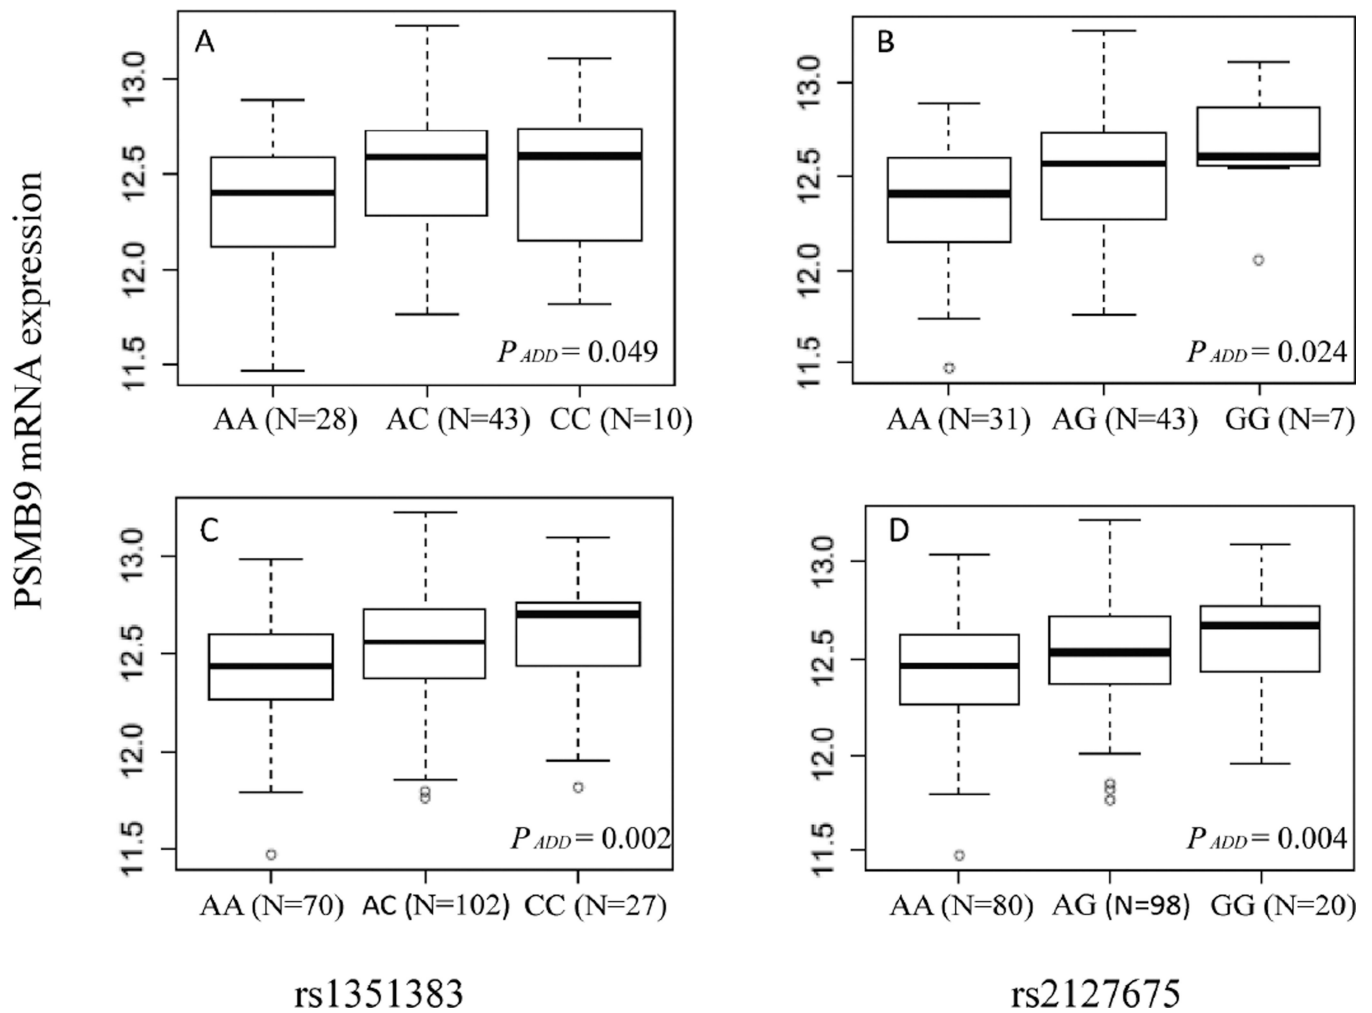 PSMB9 mRNA expression
A
13.0
12.5
12.0
11.5
P ADD = 0.049
AA (N=28) AC (N=43) CC (N=10)
B
13.0
12.5
12.0
11.5
P ADD = 0.024
AA (N=31) AG (N=43) GG (N=7)
C
13.0
12.5
12.0
11.5
P ADD = 0.002
AA (N=70) AC (N=102) CC (N=27)
D
13.0
12.5
12.0
11.5
P ADD = 0.004
AA (N=80) AG (N=98) GG (N=20)
rs1351383
rs2127675